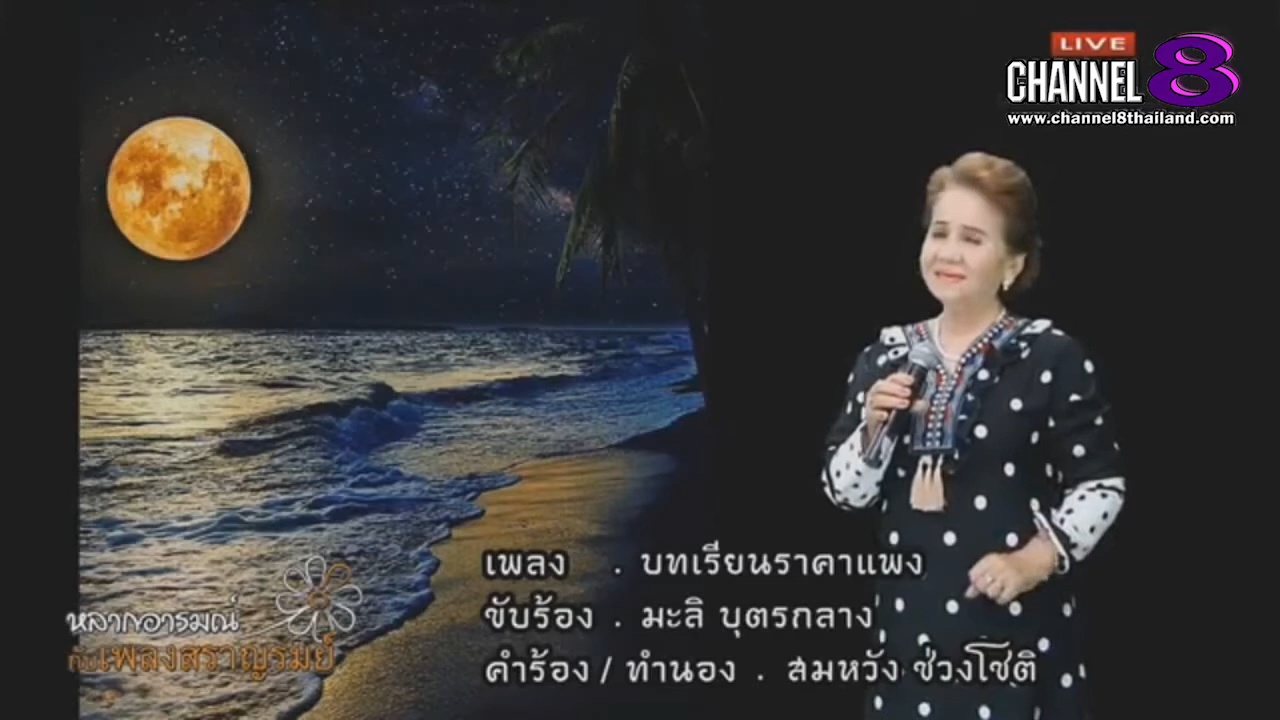 LIVE
CHANNEL 8
www.channel8thailand.com
เพลง . บทเรียนราคาแพง
ขับร้อง . มะลิ บุตรกลาง
คำร้อง / ทำนอง . สมหวัง ช่วงโชติ
หลากอารมณ์
กับเพลงสราญรมย์